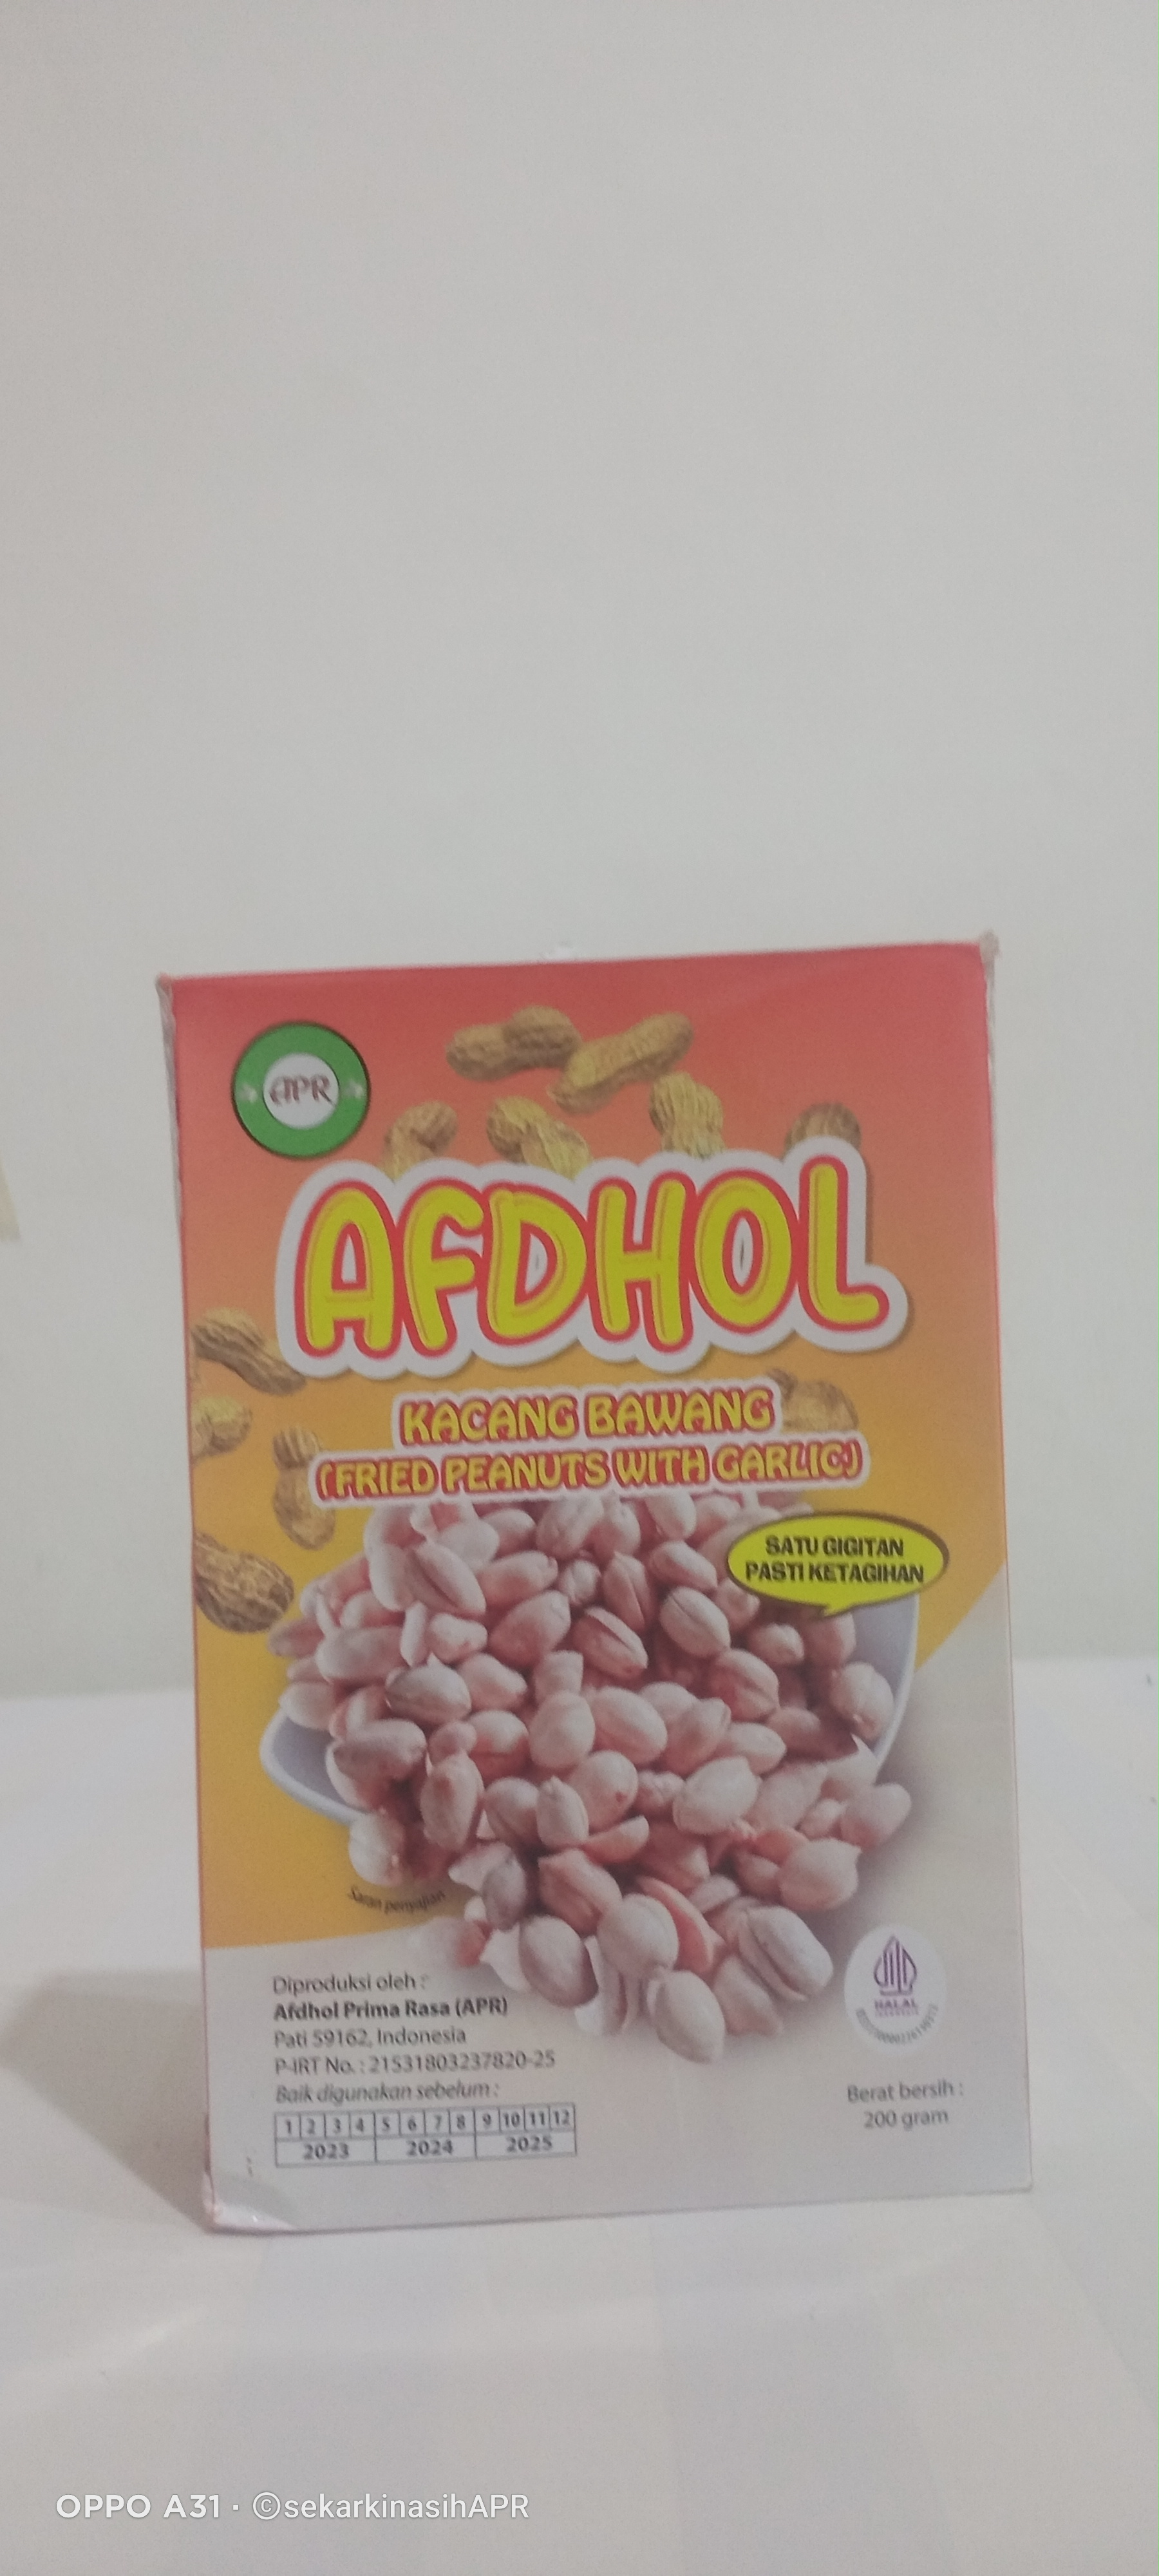 APR
AFDHOL
KACANG BAWANG
(FRIED PEANUTS WITH GARLIC)
SATU GIGITAN
PASTI KETAGIHAN
Saran penyajian
Diproduksi oleh :
Afdhol Prima Rasa (APR)
Pati 59162, Indonesia
P-IRT No. : 21531803237820-25
Baik digunakan sebelum :
1 2 3 4 5 6 7 8 9 10 11 12
2023 2024 2025
HALAL
INDONESIA
Berat bersih :
200 gram
OPPO A31 · ©sekarkinasihAPR